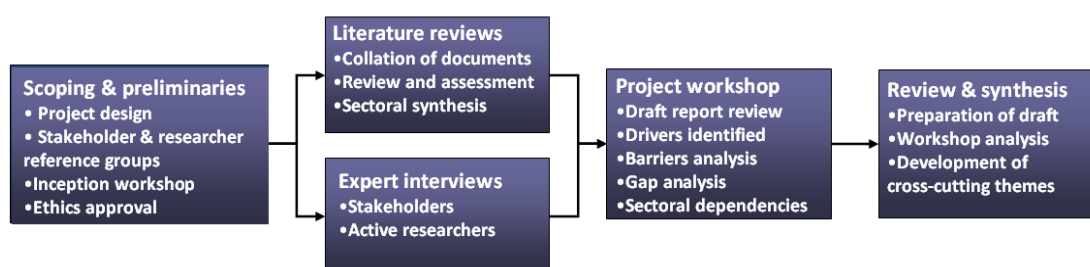 Scoping & preliminaries
• Project design
• Stakeholder & researcher
reference groups
•Inception workshop
•Ethics approval
Literature reviews
•Collation of documents
•Review and assessment
•Sectoral synthesis
Expert interviews
•Stakeholders
•Active researchers
Project workshop
•Draft report review
•Drivers identified
•Barriers analysis
•Gap analysis
•Sectoral dependencies
Review & synthesis
•Preparation of draft
•Workshop analysis
•Development of
cross-cutting themes